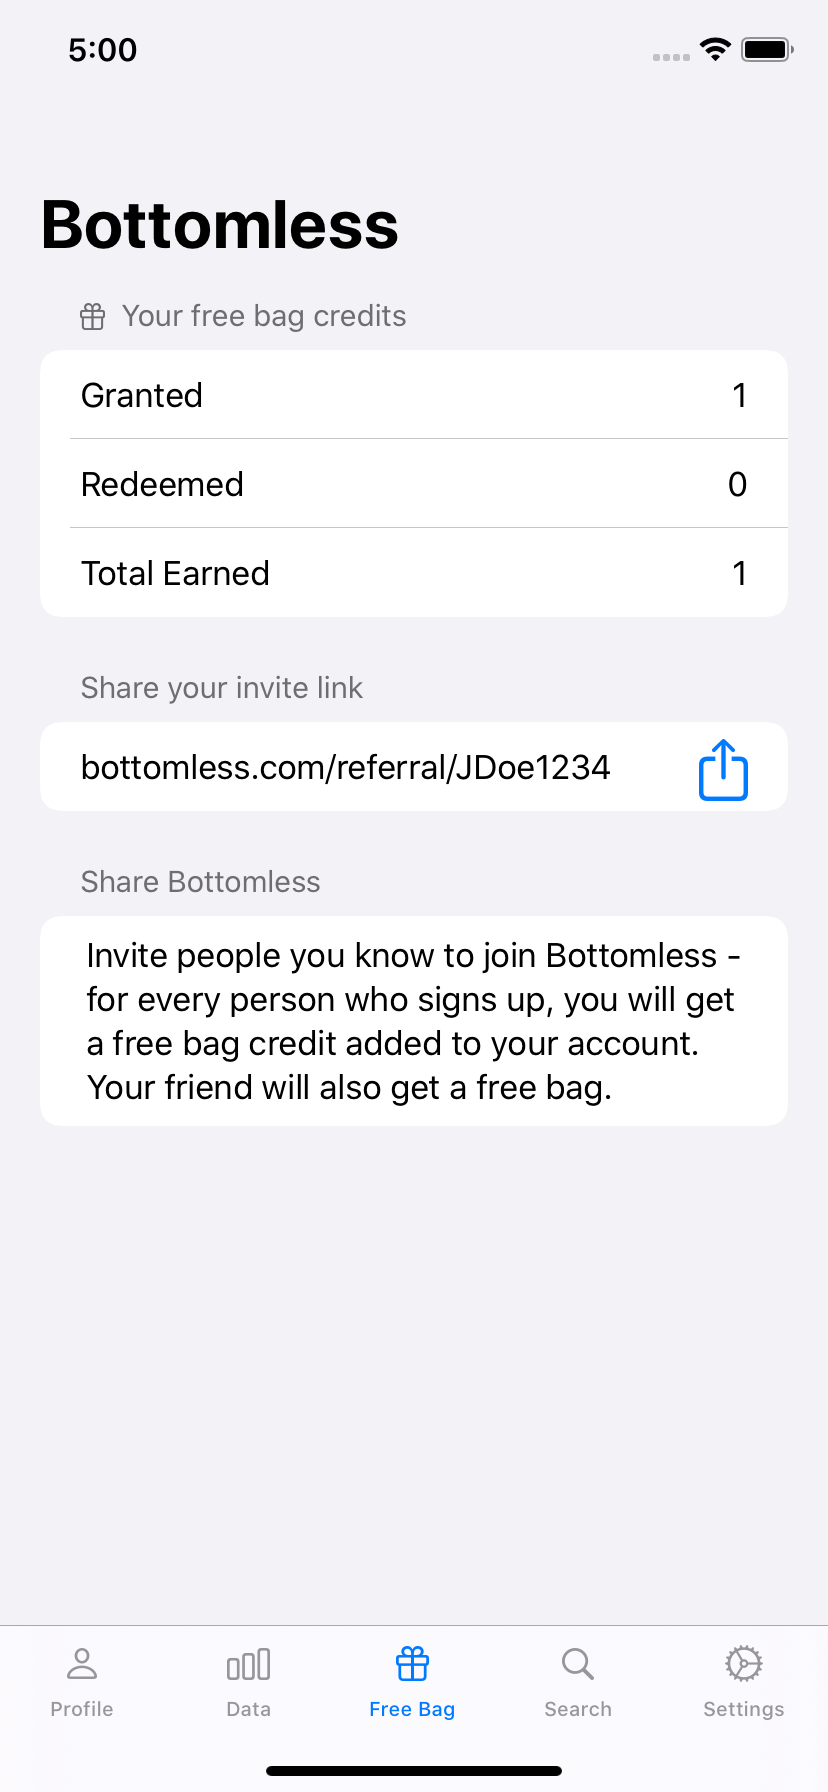 5:00
Bottomless
Your free bag credits
Granted 1
Redeemed 0
Total Earned 1
Share your invite link
bottomless.com/referral/JDoe1234
Share Bottomless
Invite people you know to join Bottomless -
for every person who signs up, you will get
a free bag credit added to your account.
Your friend will also get a free bag.
Profile Data Free Bag Search Settings